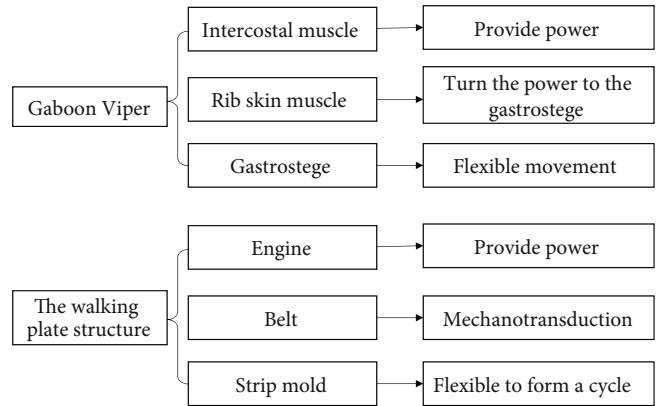 Intercostal muscle
Provide power
Gaboon Viper
Rib skin muscle
Turn the power to the
gastrostege
Gastrostege
Flexible movement
Engine
Provide power
The walking
plate structure
Belt
Mechanotransduction
Strip mold
Flexible to form a cycle